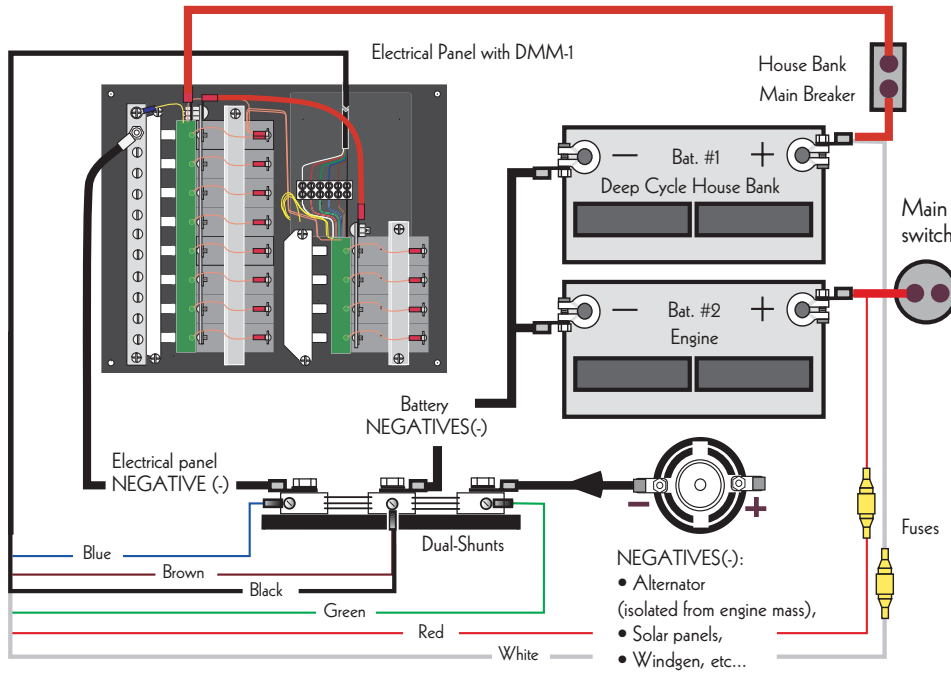 Electrical Panel with DMM-1
House Bank
Main Breaker
− Bat. #1 +
Deep Cycle House Bank
Main
switch
− Bat. #2 +
Engine
Battery
NEGATIVES(-)
Electrical panel
NEGATIVE (-)
− +
Dual-Shunts
Fuses
Blue
Brown
Black
Green
Red
White
NEGATIVES(-):
• Alternator
(isolated from engine mass),
• Solar panels,
• Windgen, etc...